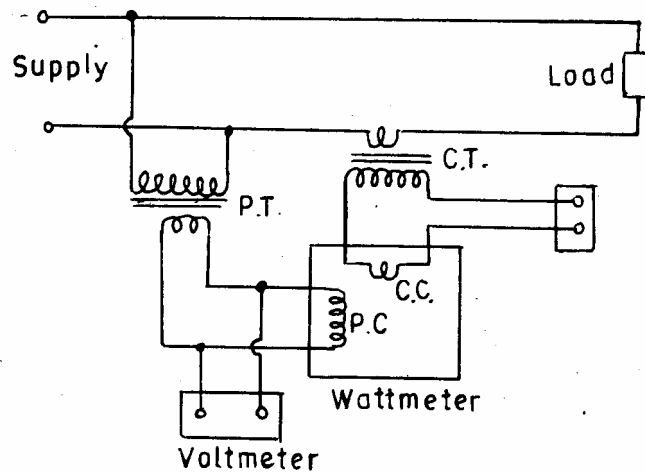 Supply
Load
C.T.
P.T.
C.C.
P.C
Wattmeter
Voltmeter